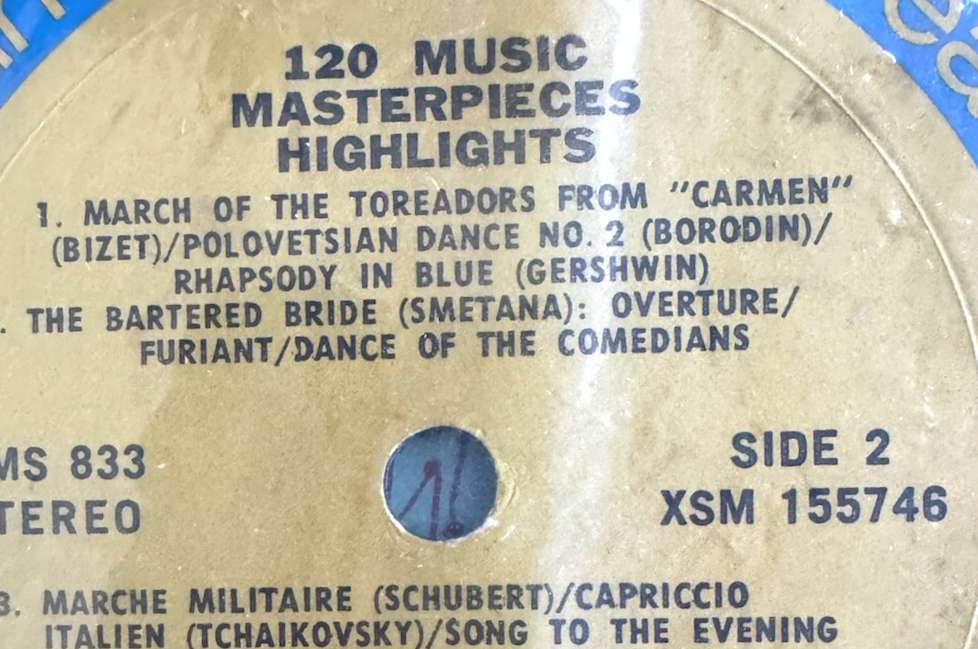 120 MUSIC
MASTERPIECES
HIGHLIGHTS
1. MARCH OF THE TOREADORS FROM "CARMEN"
(BIZET)/POLOVETSIAN DANCE NO. 2 (BORODIN)/
RHAPSODY IN BLUE (GERSHWIN)
. THE BARTERED BRIDE (SMETANA): OVERTURE/
FURIANT/DANCE OF THE COMEDIANS
MS 833
TEREO
SIDE 2
XSM 155746
3. MARCHE MILITAIRE (SCHUBERT)/CAPRICCIO
ITALIEN (TCHAIKOVSKY)/SONG TO THE EVENING